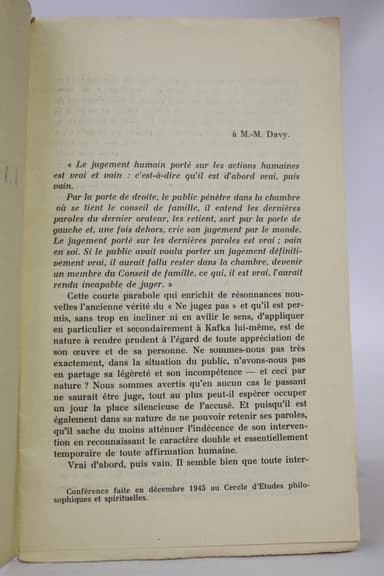 à M.-M. Davy.
« Le jugement humain porté sur les actions humaines
est vrai et vain : c'est-à-dire qu'il est d'abord vrai, puis
vain.
Par la porte de droite, le public pénètre dans la chambre
où se tient le conseil de famille, il entend les dernières
paroles du dernier orateur, les retient, sort par la porte de
gauche et, une fois dehors, crie son jugement par le monde.
Le jugement porté sur les dernières paroles est vrai ; vain
en soi. Si le public avait voulu porter un jugement définiti-
vement vrai, il aurait fallu rester dans la chambre, devenir
un membre du Conseil de famille, ce qui, il est vrai, l'aurait
rendu incapable de juger. »
Cette courte parabole qui enrichit de résonnances nou-
velles l'ancienne vérité du « Ne jugez pas » et qu'il est per-
mis, sans trop en incliner ni en avilir le sens, d'appliquer
en particulier et secondairement à Kafka lui-même, est de
nature à rendre prudent à l'égard de toute appréciation de
son œuvre et de sa personne. Ne sommes-nous pas très
exactement, dans la situation du public, n'avons-nous pas
en partage sa légèreté et son incompétence — et ceci par
nature ? Nous sommes avertis qu'en aucun cas le passant
ne saurait être juge, tout au plus peut-il espérer occuper
un jour la place silencieuse de l'accusé. Et puisqu'il est
également dans sa nature de ne pouvoir retenir ses paroles,
qu'il sache du moins atténuer l'indécence de son interven-
tion en reconnaissant le caractère double et essentiellement
temporaire de toute affirmation humaine.
Vrai d'abord, puis vain. Il semble bien que toute inter-
Conférence faite en décembre 1945 au Cercle d'Etudes philo-
sophiques et spirituelles.